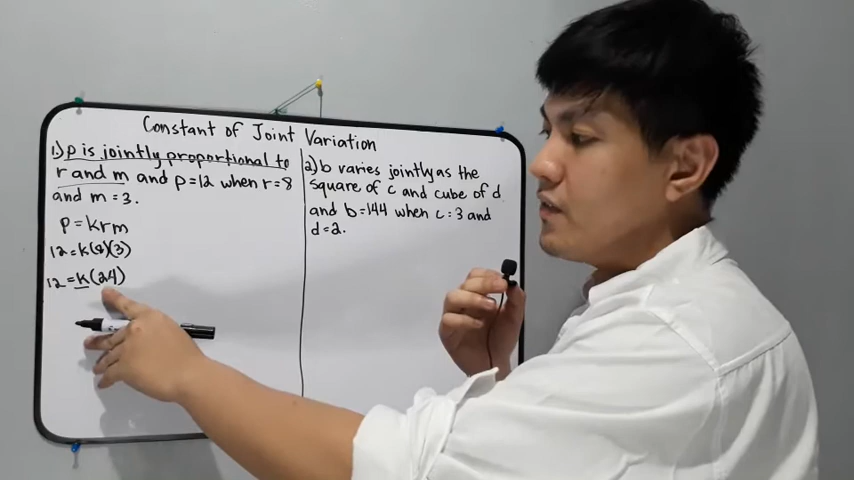 Constant of Joint Variation
1) p is jointly proportional to
r and m and p=12 when r=8
and m = 3.
p = krm
12=k(8)(3)
12=k(24)
2) b varies jointly as the
square of c and cube of d
and b=144 when c=3 and
d=2.